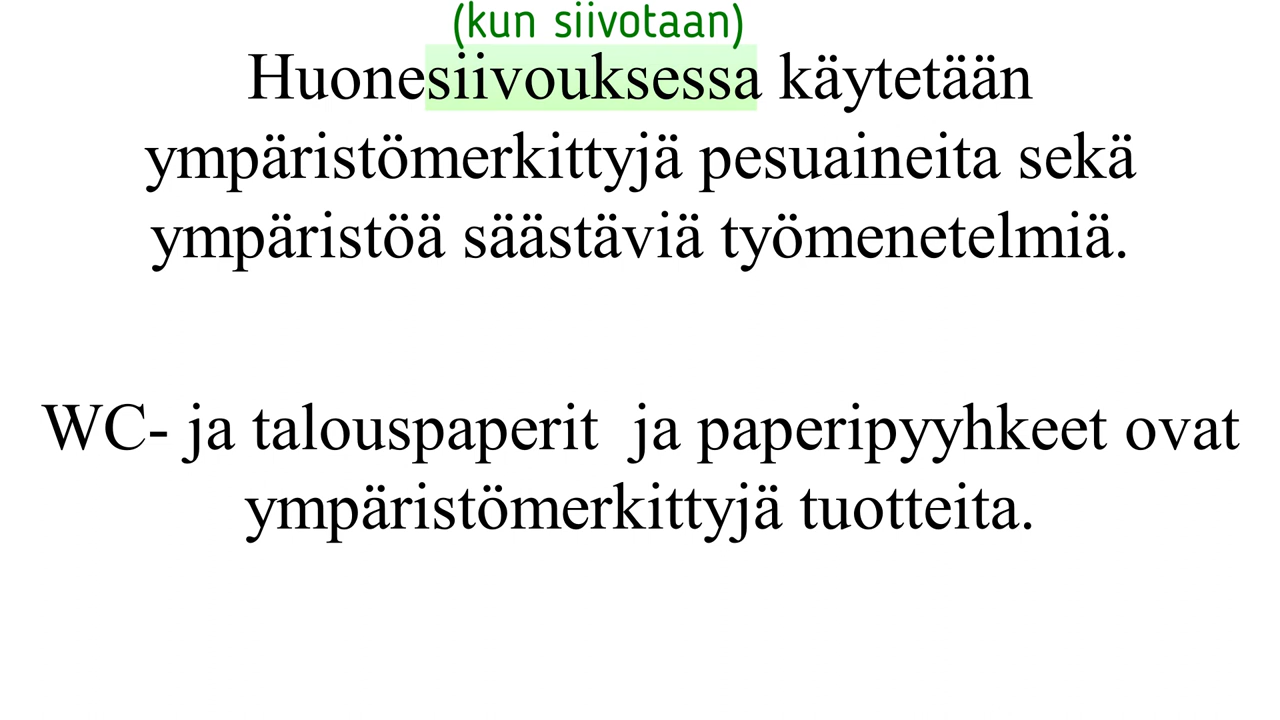 (kun siivotaan)
Huonesiivouksessa käytetään
ympäristömerkittyjä pesuaineita sekä
ympäristöä säästäviä työmenetelmiä.
WC- ja talouspaperit  ja paperipyyhkeet ovat
ympäristömerkittyjä tuotteita.